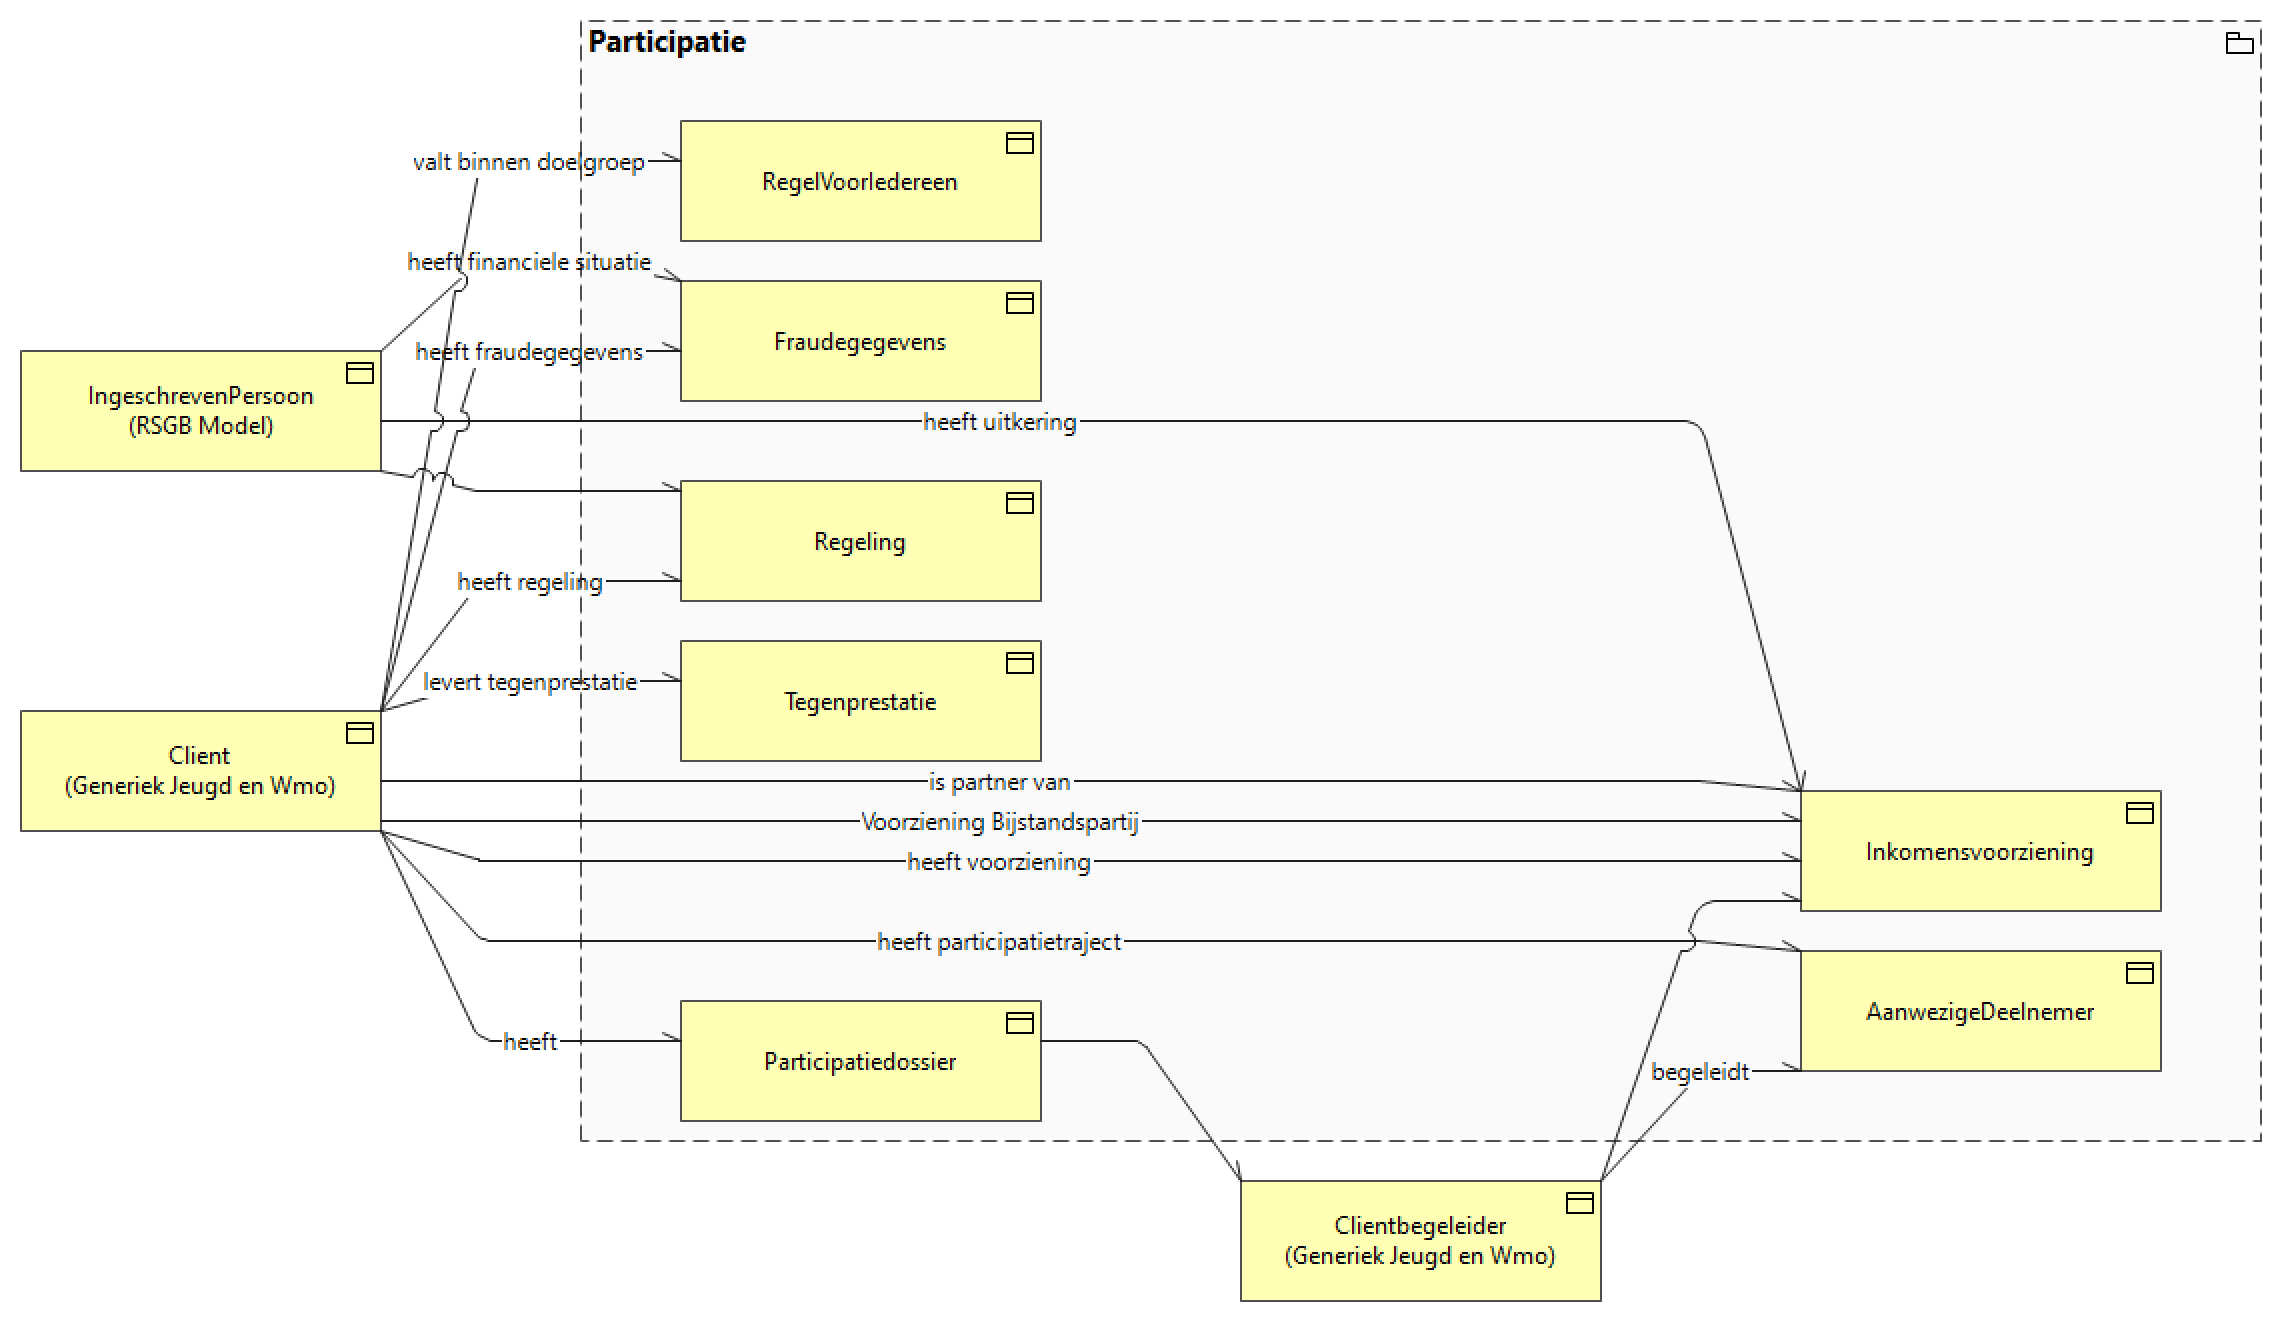 Participatie
valt binnen doelgroep
RegelVoorIedereen
heeft financiele situatie
Fraudegegevens
heeft fraudegegevens
IngeschrevenPersoon
(RSGB Model)
heeft uitkering
Regeling
heeft regeling
levert tegenprestatie
Tegenprestatie
Client
(Generiek Jeugd en Wmo)
is partner van
Voorziening Bijstandspartij
heeft voorziening
Inkomensvoorziening
heeft participatietraject
AanwezigeDeelnemer
heeft
Participatiedossier
begeleidt
Clientbegeleider
(Generiek Jeugd en Wmo)